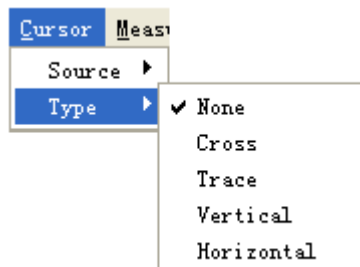 Cursor Meas
Source
Type
None
Cross
Trace
Vertical
Horizontal